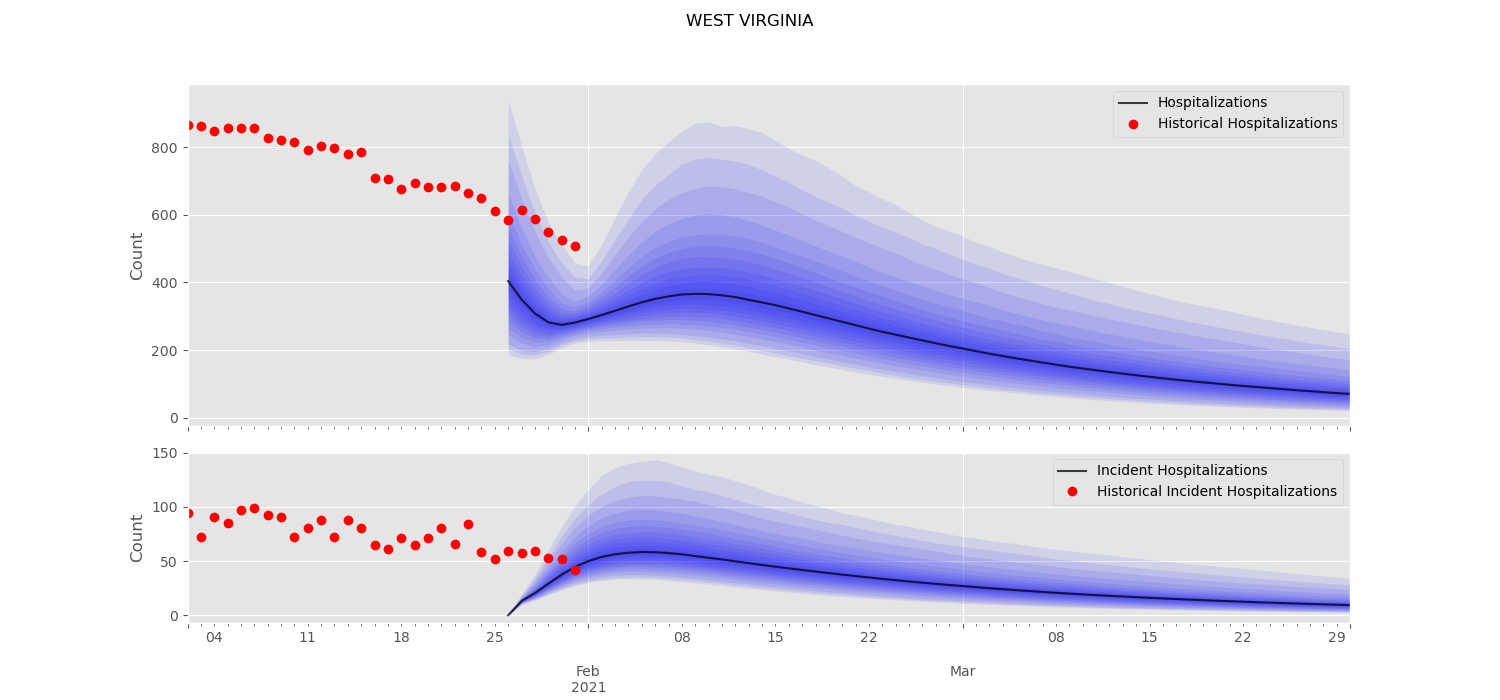 WEST VIRGINIA
Hospitalizations
Historical Hospitalizations
Count
800
600
400
200
0
Incident Hospitalizations
Historical Incident Hospitalizations
Count
150
100
50
0
04 11 18 25 08 15 22 08 15 22 29
Feb Mar
2021